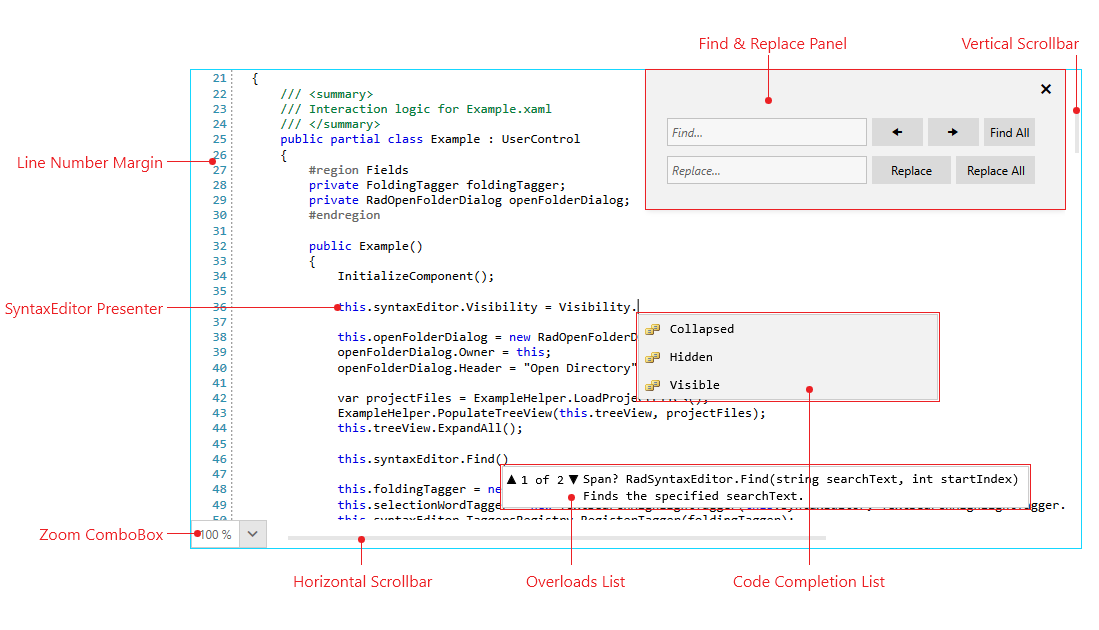 Find & Replace Panel
Vertical Scrollbar
21 {
22 /// <summary>
23 /// Interaction logic for Example.xaml
24 /// </summary>
25 public partial class Example : UserControl
26 {
27 #region Fields
28 private FoldingTagger foldingTagger;
29 private RadOpenFolderDialog openFolderDialog;
30 #endregion
31
32 public Example()
33 {
34 InitializeComponent();
35
36 this.syntaxEditor.Visibility = Visibility.
37
38 this.openFolderDialog = new RadOpenFolderD
39 openFolderDialog.Owner = this;
40 openFolderDialog.Header = "Open Directory"
41
42 var projectFiles = ExampleHelper.LoadProje
43 ExampleHelper.PopulateTreeView(this.treeView, projectFiles);
44 this.treeView.ExpandAll();
45
46 this.syntaxEditor.Find()
47
48 this.foldingTagger = ne
49 this.selectionWordTagge
50 this.syntaxEditor.TaggersRegistry.RegisterTagger(foldingTagger);
Find...
Find All
Replace...
Replace
Replace All
Collapsed
Hidden
Visible
▲ 1 of 2 ▼ Span? RadSyntaxEditor.Find(string searchText, int startIndex)
Finds the specified searchText.
100 %
Line Number Margin
SyntaxEditor Presenter
Zoom ComboBox
Horizontal Scrollbar
Overloads List
Code Completion List